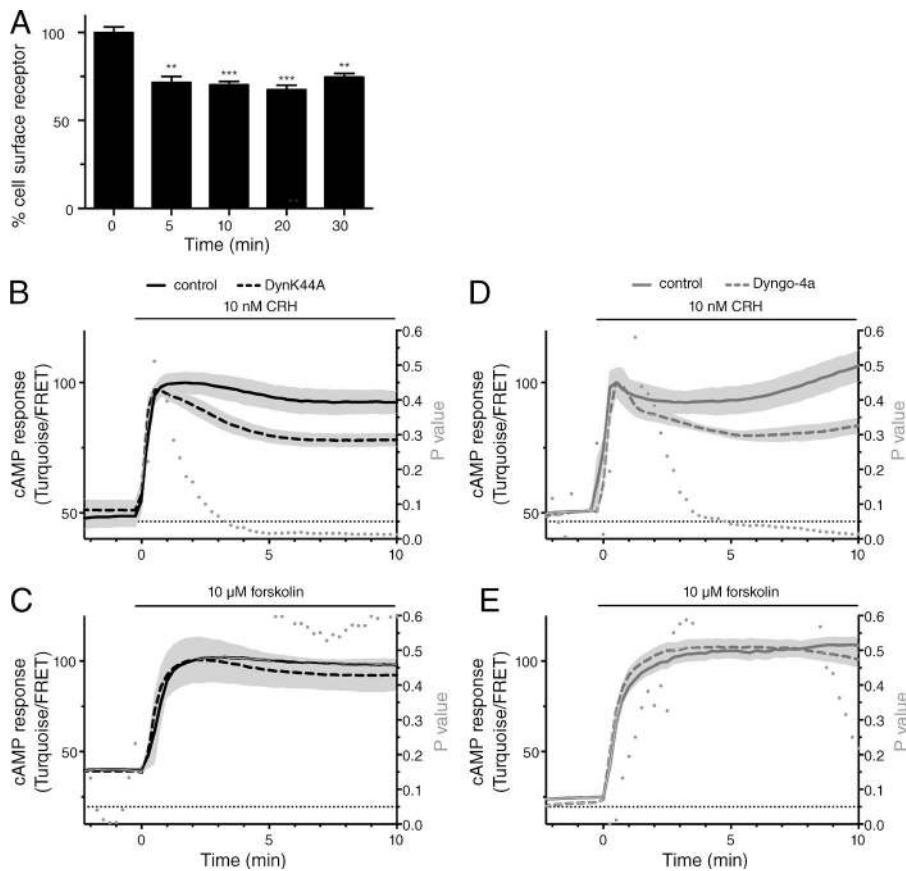 A
% cell surface receptor
100
50
0
** *** *** **
0 5 10 20 30
Time (min)
B
control DynK44A
10 nM CRH
cAMP response
(Turquoise/FRET)
100
50
0.6
0.5
0.4
0.3
0.2
0.1
0.0
P value
0 5 10
D
control Dyngo-4a
10 nM CRH
cAMP response
(Turquoise/FRET)
100
50
0.6
0.5
0.4
0.3
0.2
0.1
0.0
P value
0 5 10
C
10 µM forskolin
cAMP response
(Turquoise/FRET)
100
50
0.6
0.5
0.4
0.3
0.2
0.1
0.0
P value
0 5 10
Time (min)
E
10 µM forskolin
cAMP response
(Turquoise/FRET)
100
50
0.6
0.5
0.4
0.3
0.2
0.1
0.0
P value
0 5 10
Time (min)